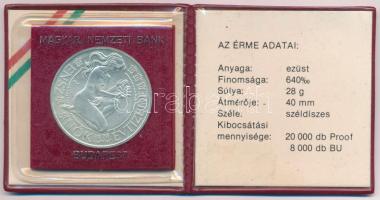 MAGYAR NEMZETI BANK
BUDAPEST
AZ ÉRME ADATAI:
Anyaga: ezüst
Finomsága: 640‰
Súlya: 28 g
Átmérője: - 40 mm
Széle: széldíszes
Kibocsátási
mennyisége: 20 000 db Proof
8 000 db BU
darabanth